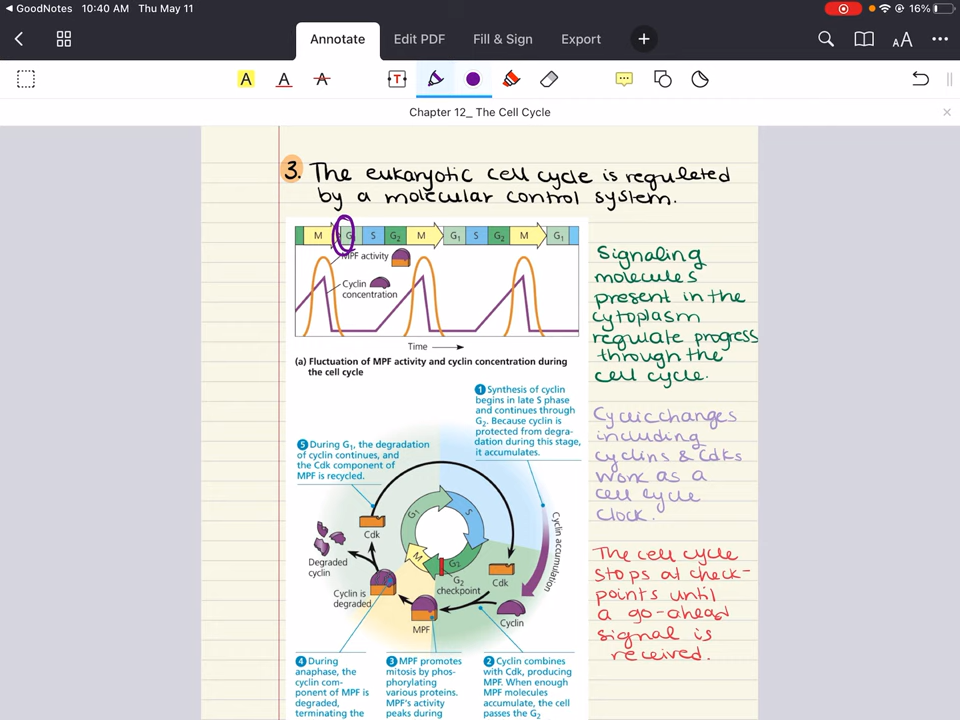 GoodNotes 10:40 AM Thu May 11 16%
Annotate Edit PDF Fill & Sign Export
A A A T AA
Chapter 12_ The Cell Cycle
3. The eukaryotic cell cycle is regulated
by a molecular control system.
M G1 S G2 M G1 S G2 M G1
MPF activity
Cyclin
concentration
Time
(a) Fluctuation of MPF activity and cyclin concentration during
the cell cycle
Signaling
molecules
present in the
cytoplasm
regulate progress
through the
cell cycle.
1 Synthesis of cyclin
begins in late S phase
and continues through
G2. Because cyclin is
protected from degra-
dation during this stage,
it accumulates.
5 During G1, the degradation
of cyclin continues, and
the Cdk component of
MPF is recycled.
Cyclic changes
including
cyclins & Cdks
work as a
cell cycle
clock.
G1
S
M
G2
G2
checkpoint
Cdk
Degraded
cyclin
Cyclin is
degraded
MPF
Cdk
Cyclin
Cyclin accumulation
The cell cycle
stops at check-
points until
a go-ahead
signal is
received.
4 During
anaphase, the
cyclin com-
ponent of MPF is
degraded,
terminating the
3 MPF promotes
mitosis by phos-
phorylating
various proteins.
MPF's activity
peaks during
2 Cyclin combines
with Cdk, producing
MPF. When enough
MPF molecules
accumulate, the cell
passes the G2